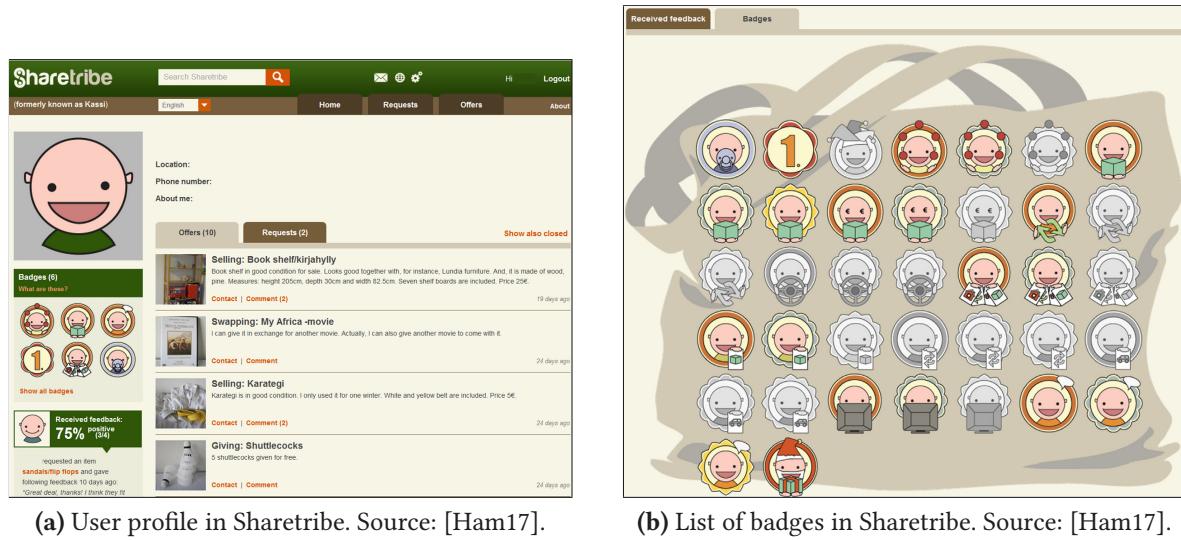 Sharetribe
Search Sharetribe
Hi
Logout
(formerly known as Kassi)
English
Home
Requests
Offers
About
Location:
Phone number:
About me:
Offers (10)
Requests (2)
Show also closed
Badges (6)
What are these?
Show all badges
Received feedback:
75% positive (3/4)
requested an item
sandals/flip flops and gave
following feedback 10 days ago:
"Great deal, thanks! I think they fit
Selling: Book shelf/kirjahylly
Book shelf in good condition for sale. Looks good together with, for instance, Lundia furniture. And, it is made of wood,
pine. Measures: height 205cm, depth 30cm and width 82.5cm. Seven shelf boards are included. Price 25€.
Contact | Comment (2)
19 days ago
Swapping: My Africa -movie
I can give it in exchange for another movie. Actually, I can also give another movie to come with it.
Contact | Comment
24 days ago
Selling: Karategi
Karategi is in good condition. I only used it for one winter. White and yellow belt are included. Price 5€.
Contact | Comment (2)
24 days ago
Giving: Shuttlecocks
5 shuttlecocks given for free.
Contact | Comment
24 days ago
(a) User profile in Sharetribe. Source: [Ham17].
Received feedback
Badges
1.
(b) List of badges in Sharetribe. Source: [Ham17].